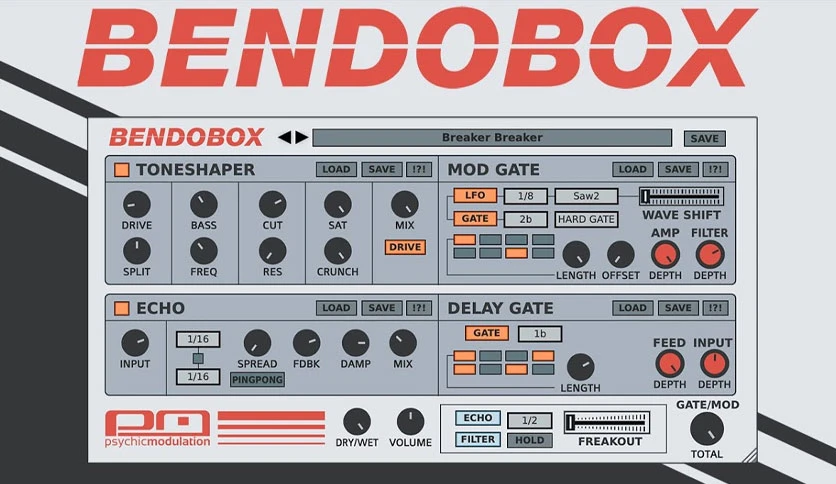 BENDOBOX
BENDOBOX
Breaker Breaker
SAVE
TONESHAPER
LOAD SAVE !?!
DRIVE BASS CUT SAT MIX
DRIVE
SPLIT FREQ RES CRUNCH
MOD GATE
LOAD SAVE !?!
LFO 1/8 Saw2
WAVE SHIFT
GATE 2b HARD GATE
AMP FILTER
LENGTH OFFSET DEPTH DEPTH
ECHO
LOAD SAVE !?!
1/16
INPUT SPREAD FDBK DAMP MIX
1/16 PINGPONG
DELAY GATE
LOAD SAVE !?!
GATE 1b
FEED INPUT
LENGTH DEPTH DEPTH
pm
psychicmodulation
DRY/WET VOLUME
ECHO 1/2
FILTER HOLD FREAKOUT
GATE/MOD
TOTAL